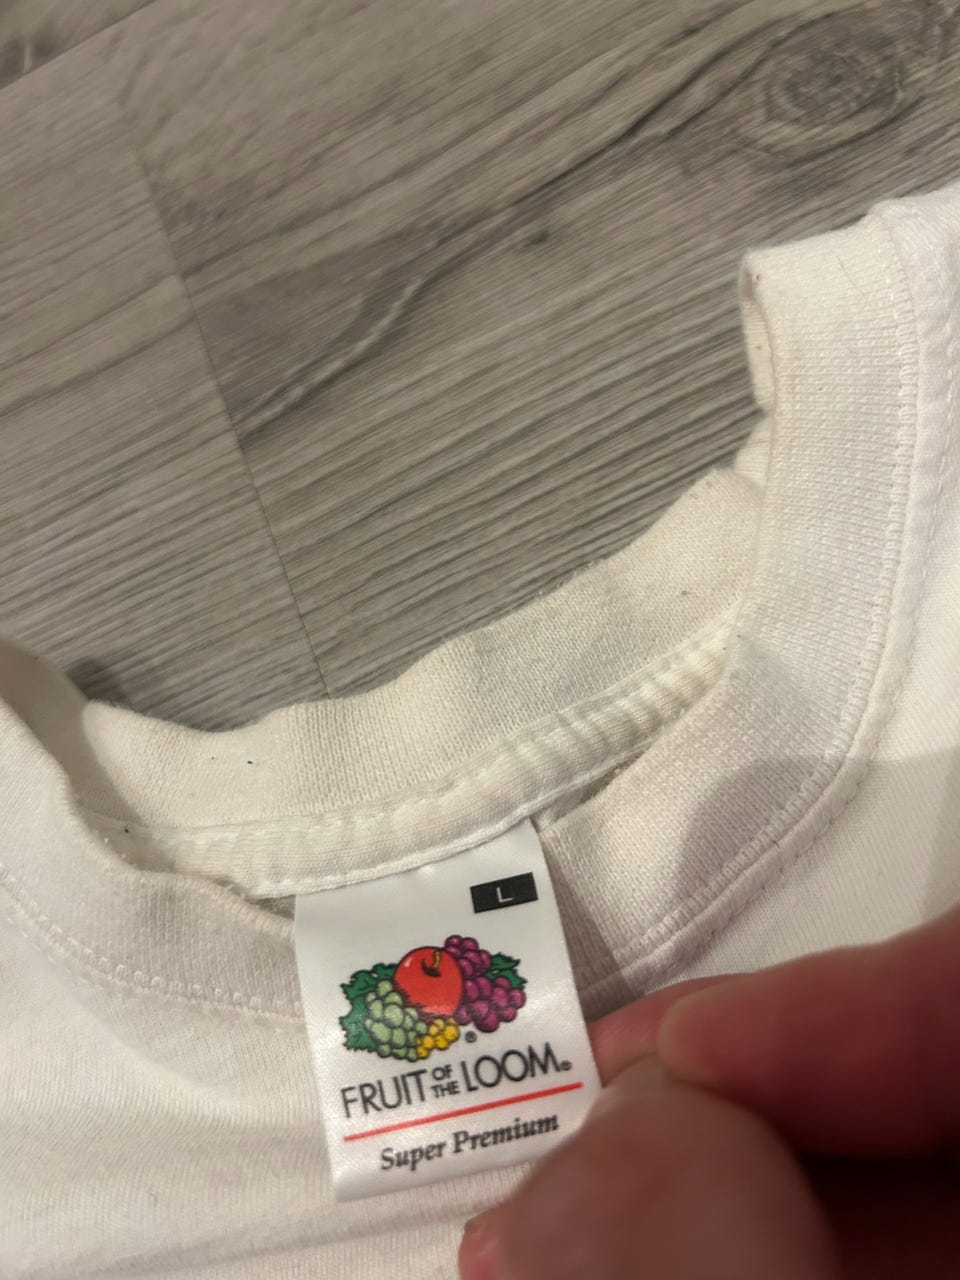 L
®
FRUIT OF THE LOOM®
Super Premium